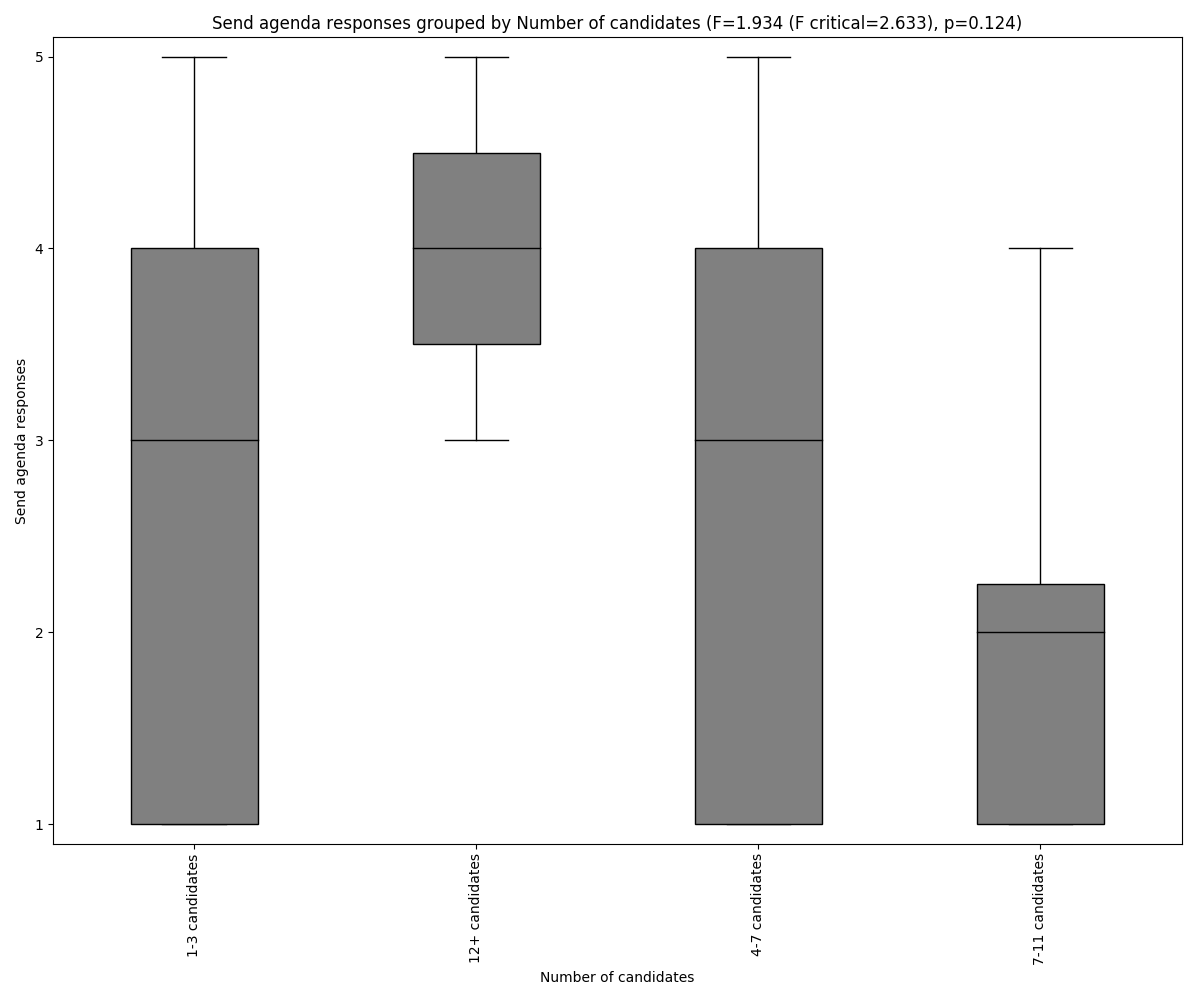 Send agenda responses grouped by Number of candidates (F=1.934 (F critical=2.633), p=0.124)
5
4
3
2
1
Send agenda responses
1-3 candidates
12+ candidates
4-7 candidates
7-11 candidates
Number of candidates